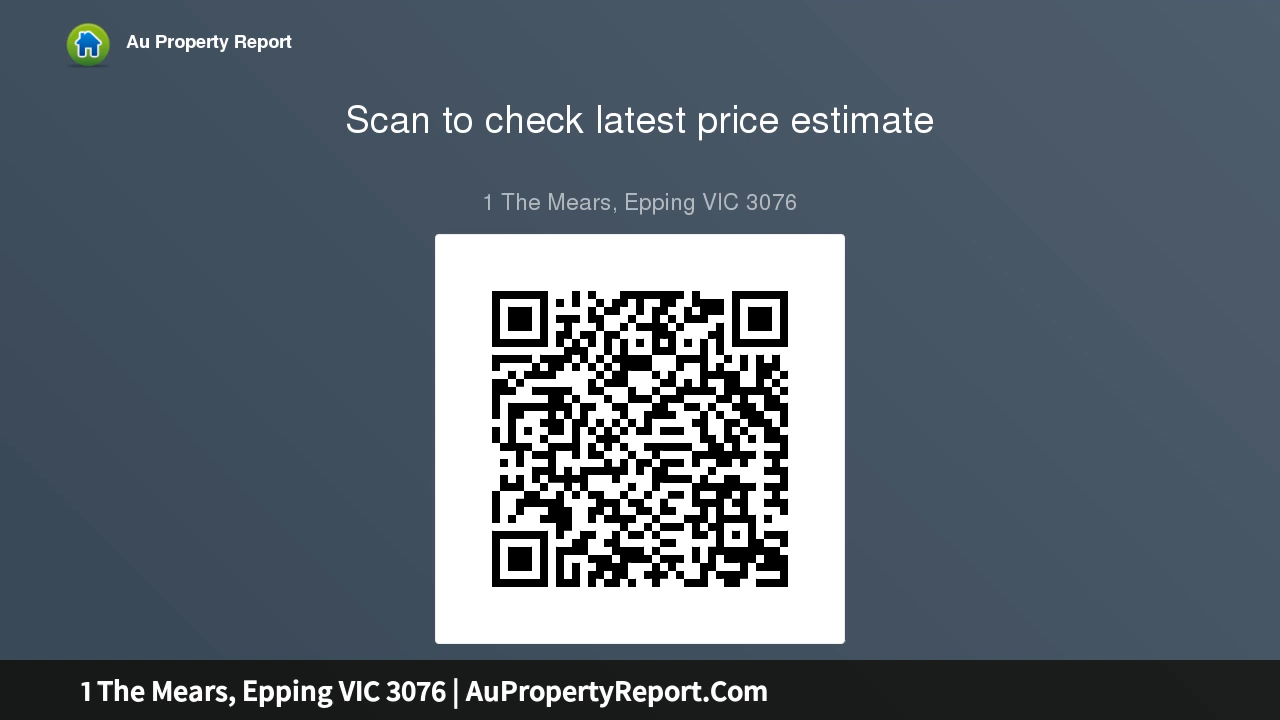 Au Property Report
Scan to check latest price estimate
1 The Mears, Epping VIC 3076
1 The Mears, Epping VIC 3076 | AuPropertyReport.Com